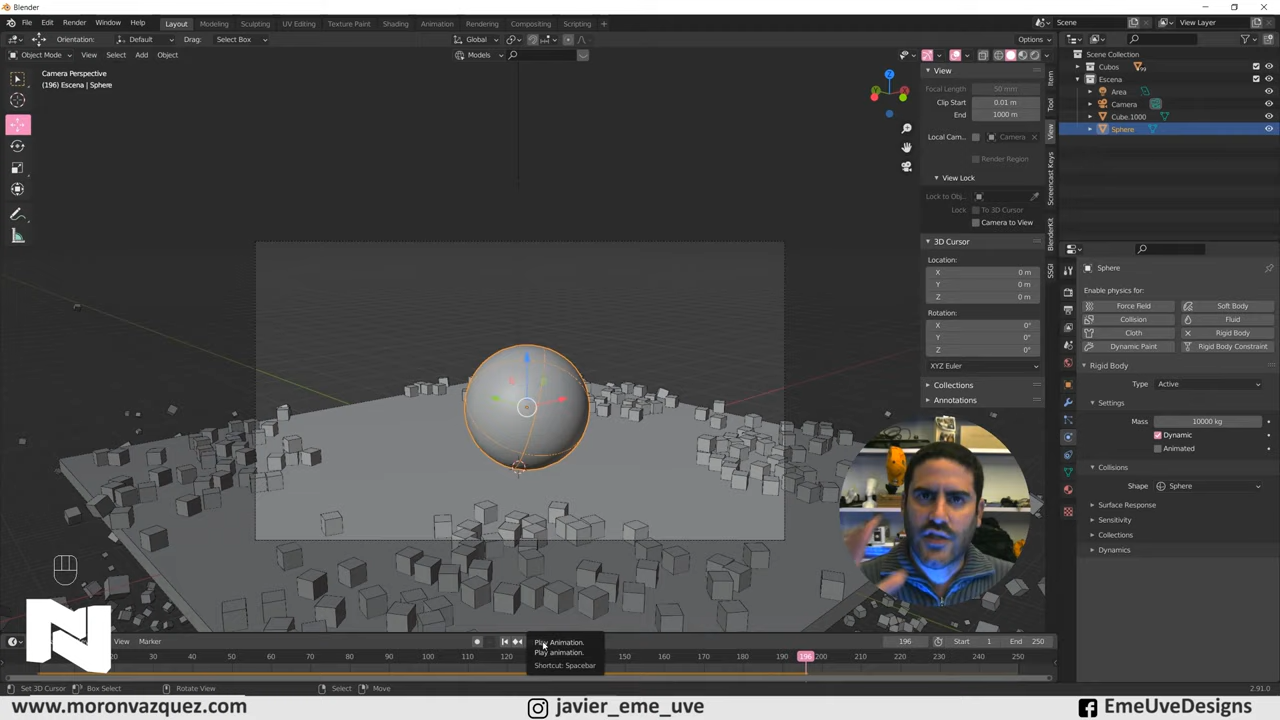 Blender
File Edit Render Window Help Layout Modeling Sculpting UV Editing Texture Paint Shading Animation Rendering Compositing Scripting + Scene View Layer
Orientation: Default Drag: Select Box Global Options
Object Mode View Select Add Object Models
Camera Perspective
(196) Escena | Sphere
View
Focal Length 50 mm
Clip Start 0.01 m
End 1000 m
Local Cam... Camera
Render Region
View Lock
Lock to Obj...
Lock To 3D Cursor
Camera to View
3D Cursor
Location:
X 0 m
Y 0 m
Z 0 m
Rotation:
X 0°
Y 0°
Z 0°
XYZ Euler
Collections
Annotations
Item
Tool
View
Screencast Keys
BlenderKit
SSGI
Scene Collection
Cubos
Escena
Area
Camera
Cube.1000
Sphere
Sphere
Enable physics for:
Force Field Soft Body
Collision Fluid
Cloth Rigid Body
Dynamic Paint Rigid Body Constraint
Rigid Body
Type Active
Settings
Mass 10000 kg
Dynamic
Animated
Collisions
Shape Sphere
Surface Response
Sensitivity
Collections
Dynamics
N
View Marker 196 Start 1 End 250
Play Animation.
Play animation.
Shortcut: Spacebar
20 30 40 50 60 70 80 90 100 110 120 150 160 170 180 190 196 200 210 220 230 240 250
Set 3D Cursor Box Select Rotate View Select Move 2.91.0
www.moronvazquez.com javier_eme_uve EmeUveDesigns